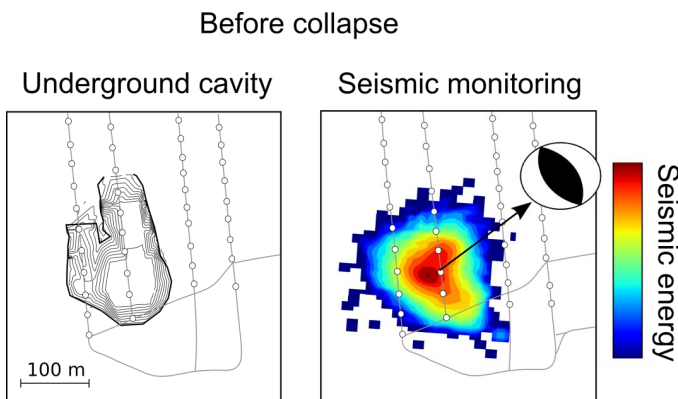 Before collapse
Underground cavity
Seismic monitoring
100 m
Seismic energy